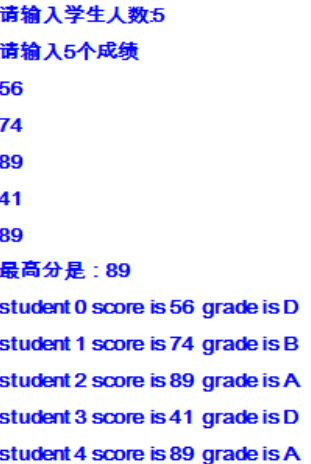 请输入学生人数:5
请输入5个成绩
56
74
89
41
89
最高分是：89
student 0 score is 56 grade is D
student 1 score is 74 grade is B
student 2 score is 89 grade is A
student 3 score is 41 grade is D
student 4 score is 89 grade is A